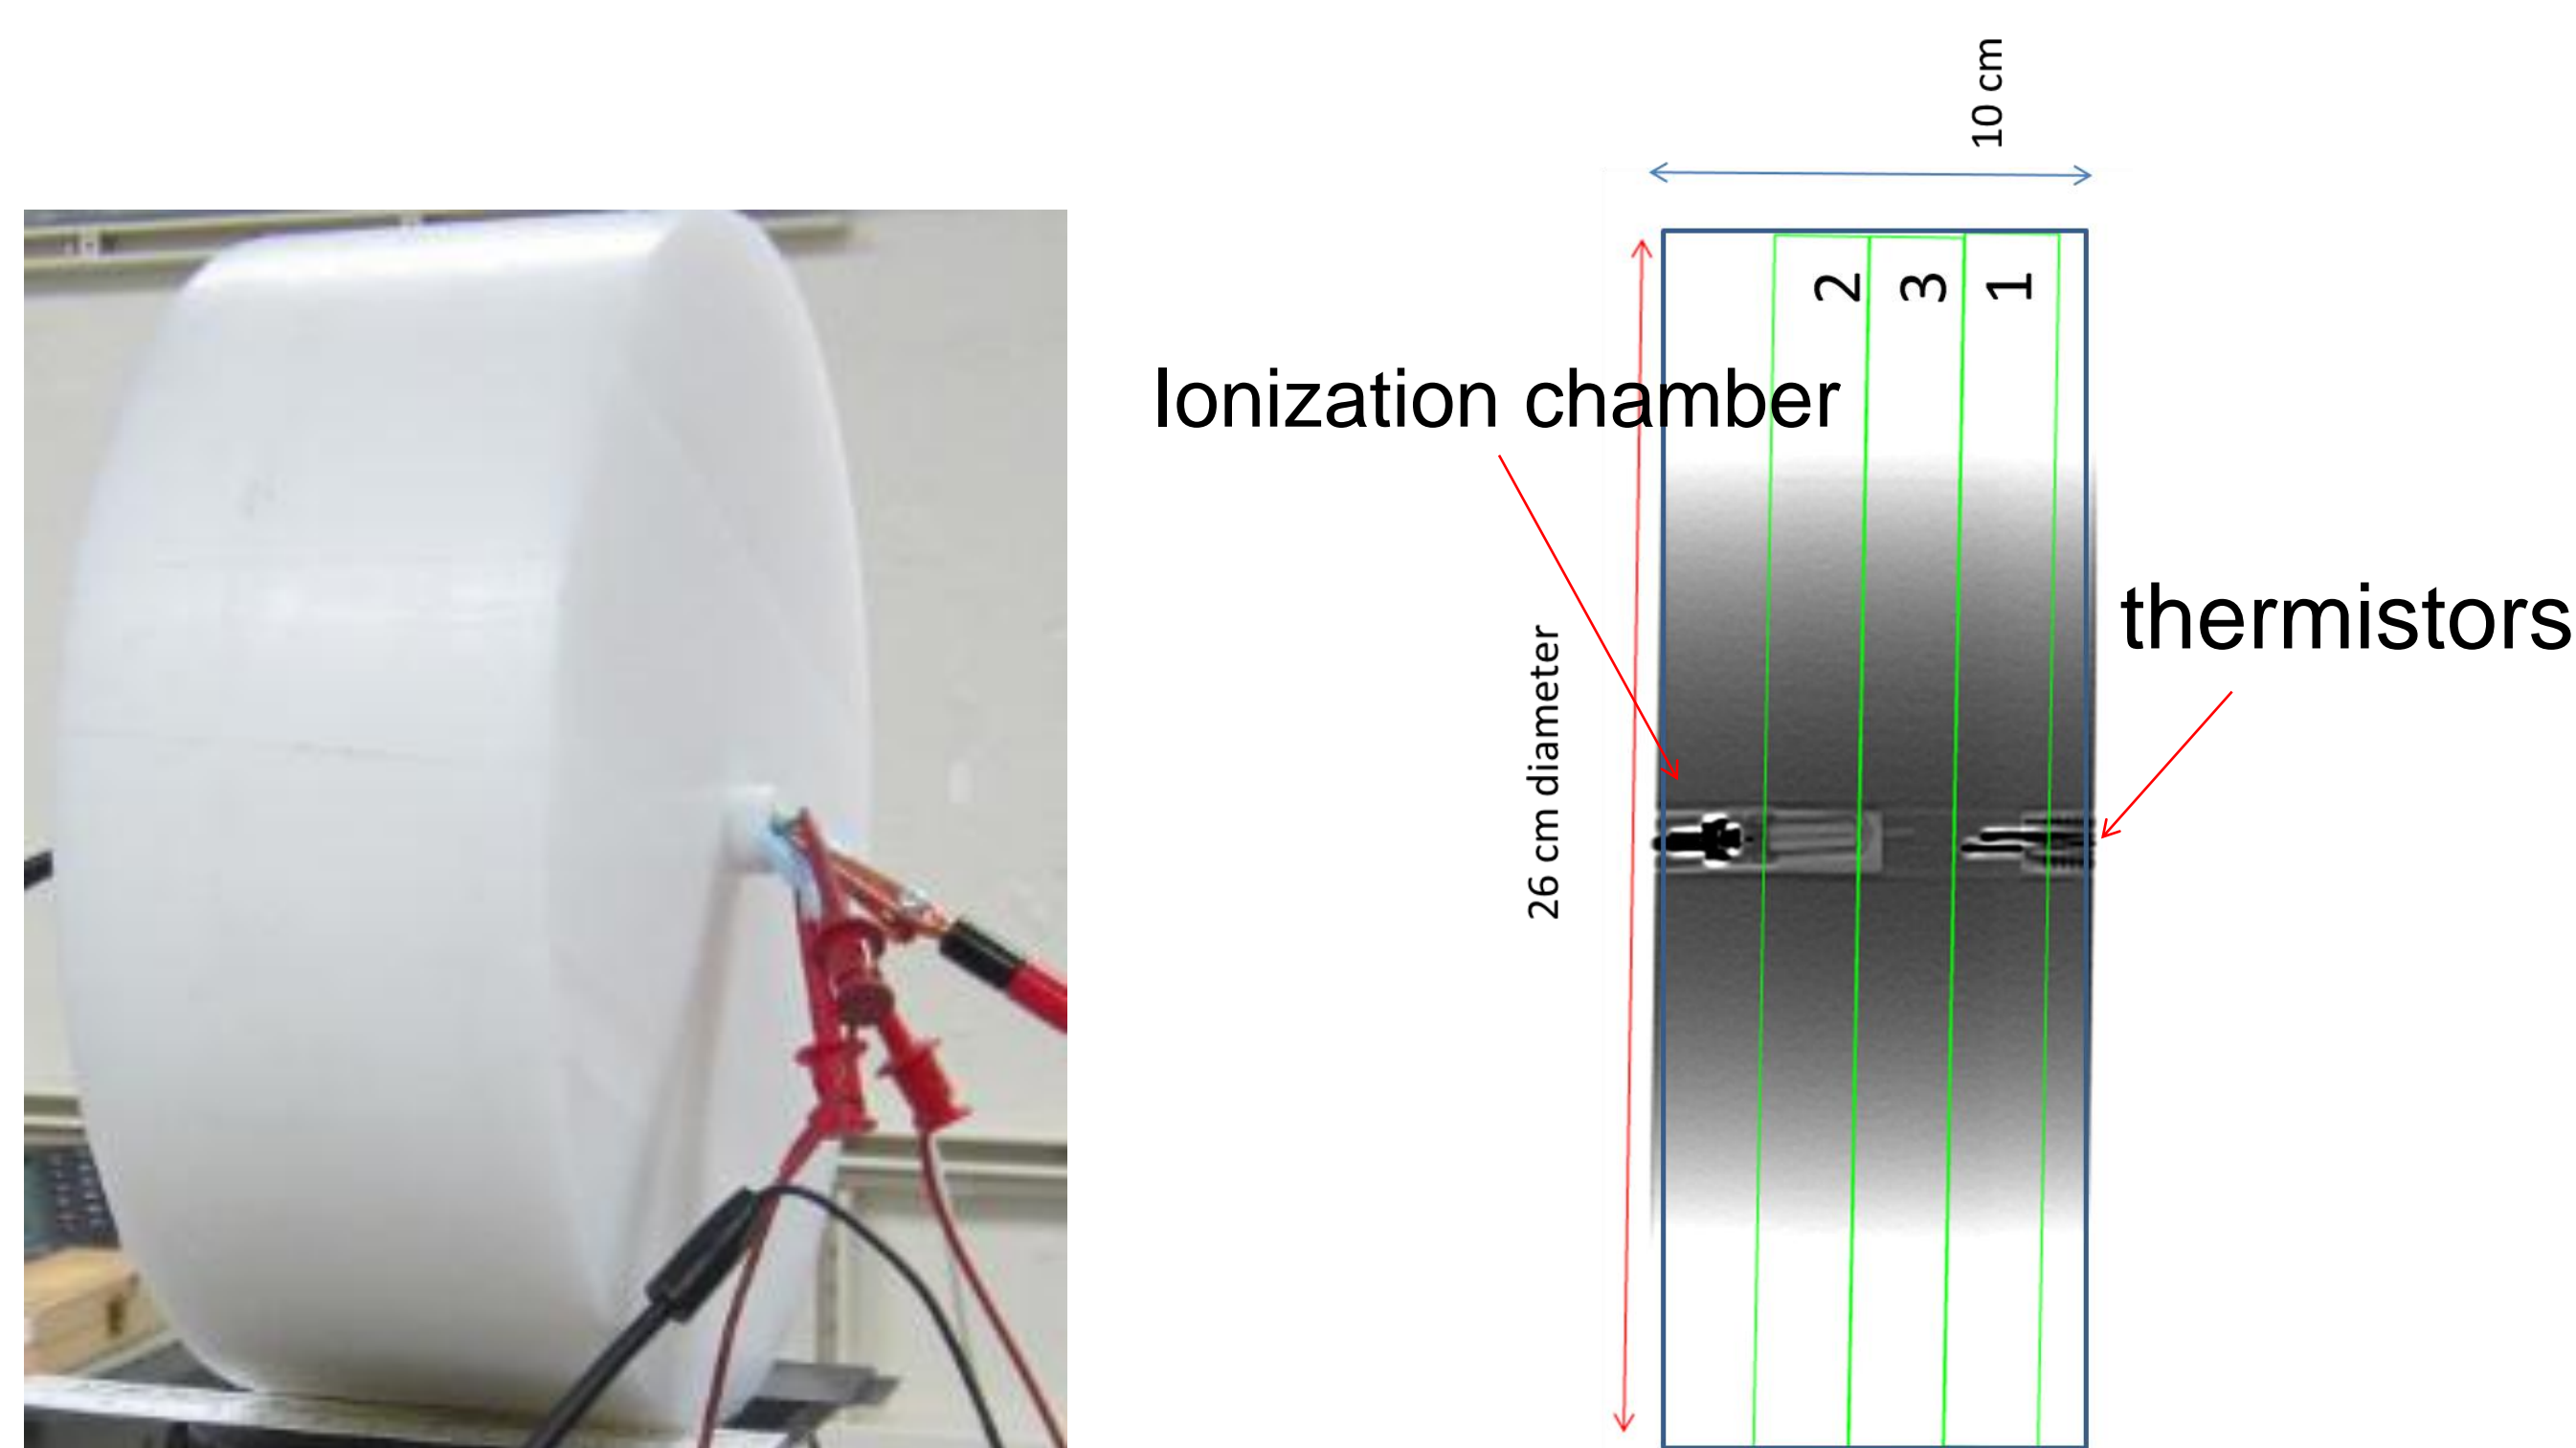 10 cm
2
3
1
Ionization chamber
thermistors
26 cm diameter